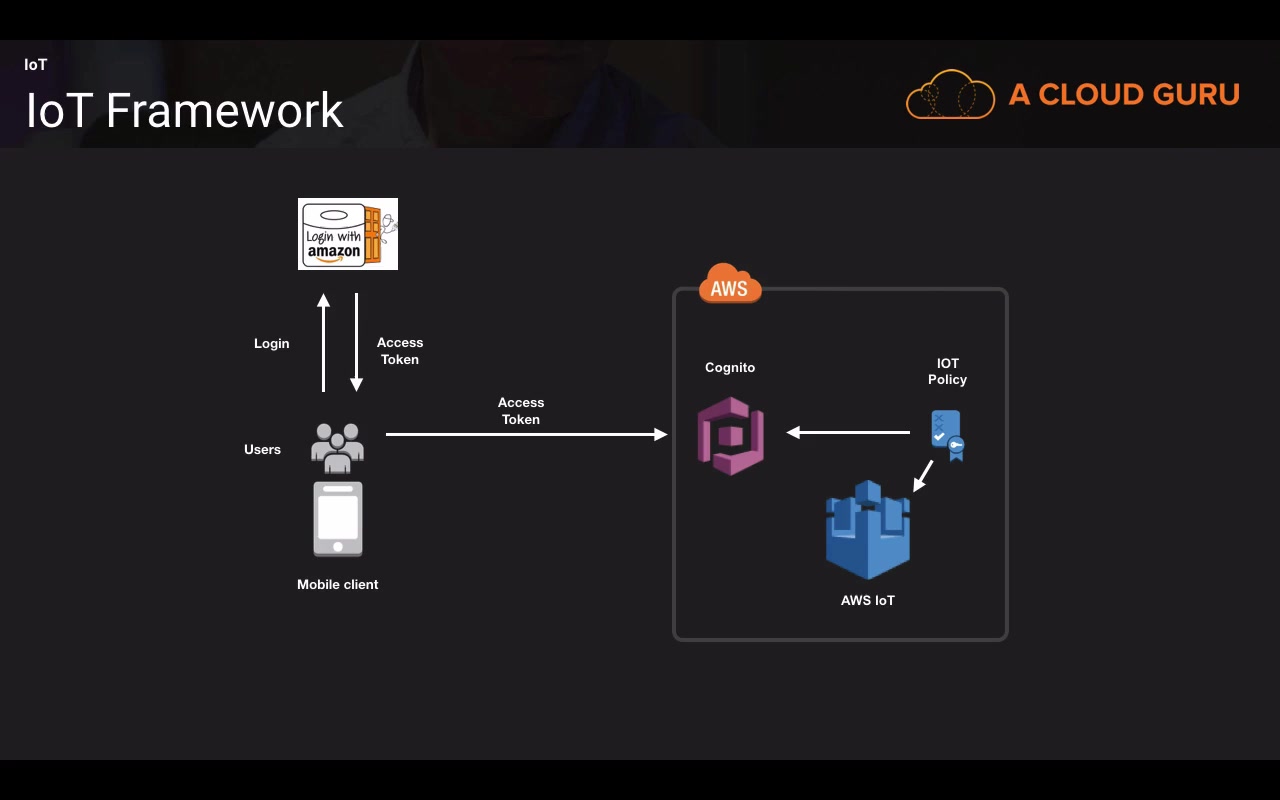 IoT
IoT Framework
A CLOUD GURU
Login with
amazon
AWS
Login
Access
Token
Cognito
IOT
Policy
Access
Token
Users
Mobile client
AWS IoT